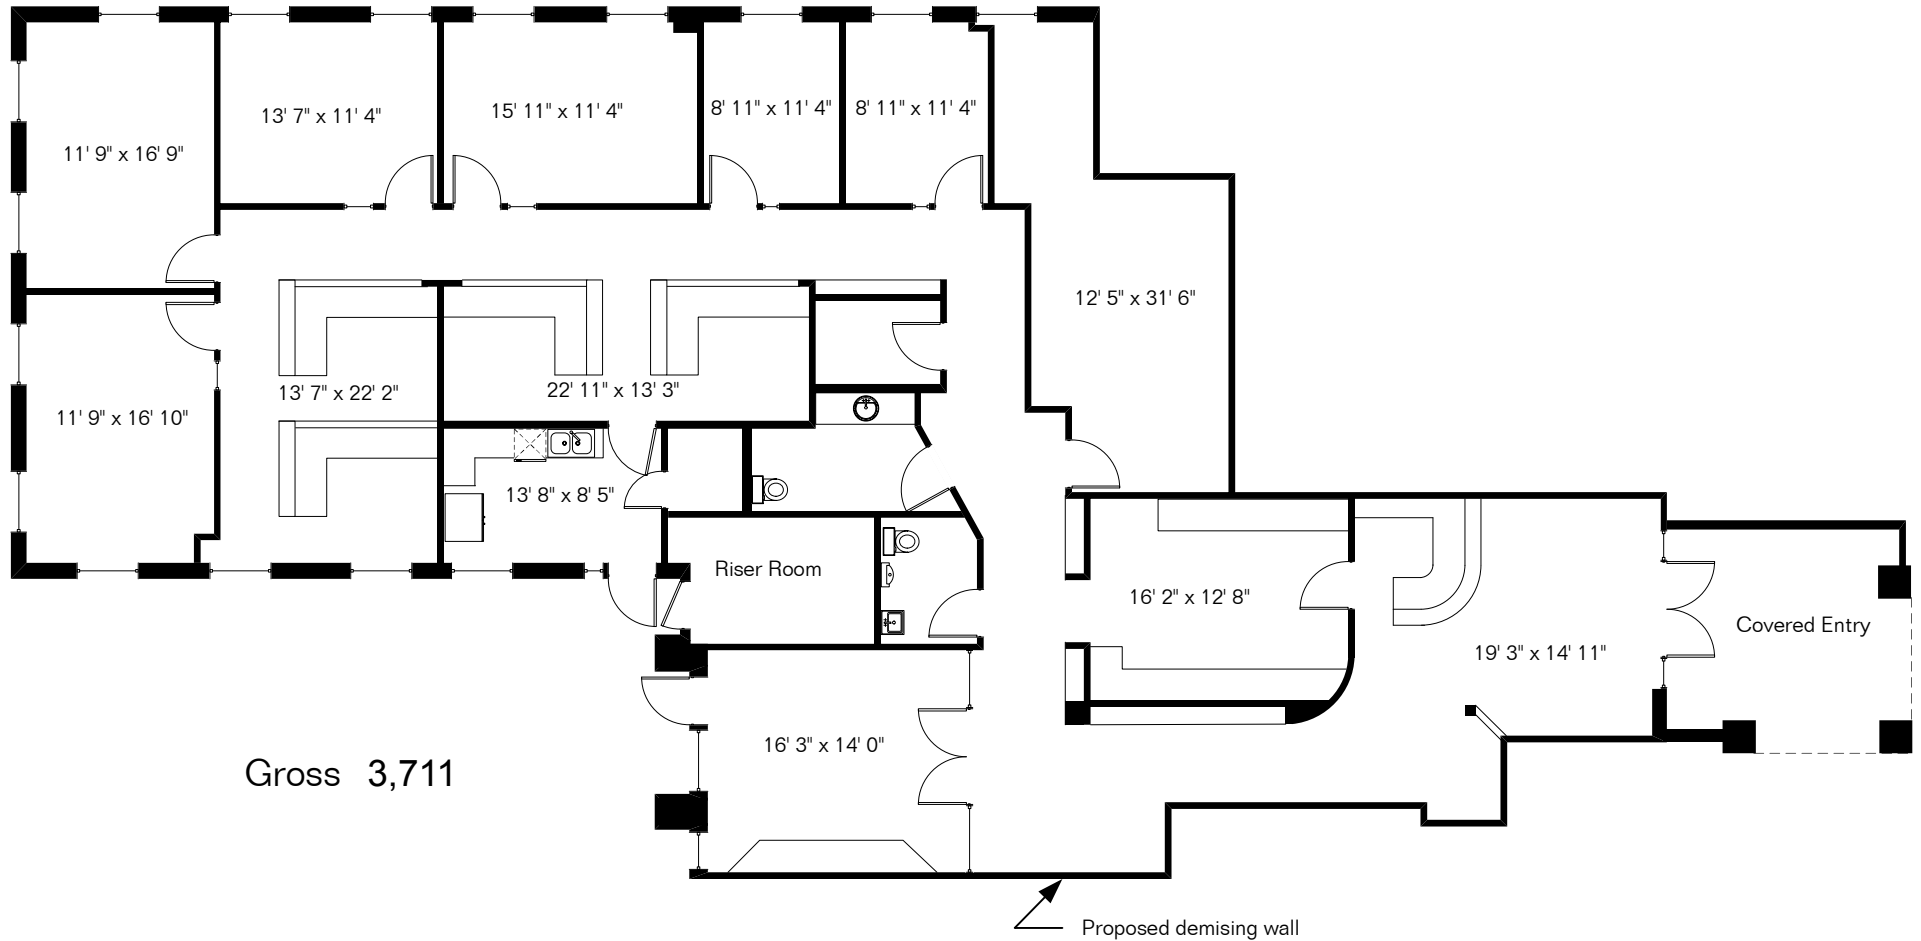 13' 7" x 11' 4"
15' 11" x 11' 4"
8' 11" x 11' 4"
8' 11" x 11' 4"
11' 9" x 16' 9"
12' 5" x 31' 6"
13' 7" x 22' 2"
22' 11" x 13' 3"
11' 9" x 16' 10"
13' 8" x 8' 5"
Riser Room
16' 2" x 12' 8"
Covered Entry
19' 3" x 14' 11"
16' 3" x 14' 0"
Gross 3,711
Proposed demising wall